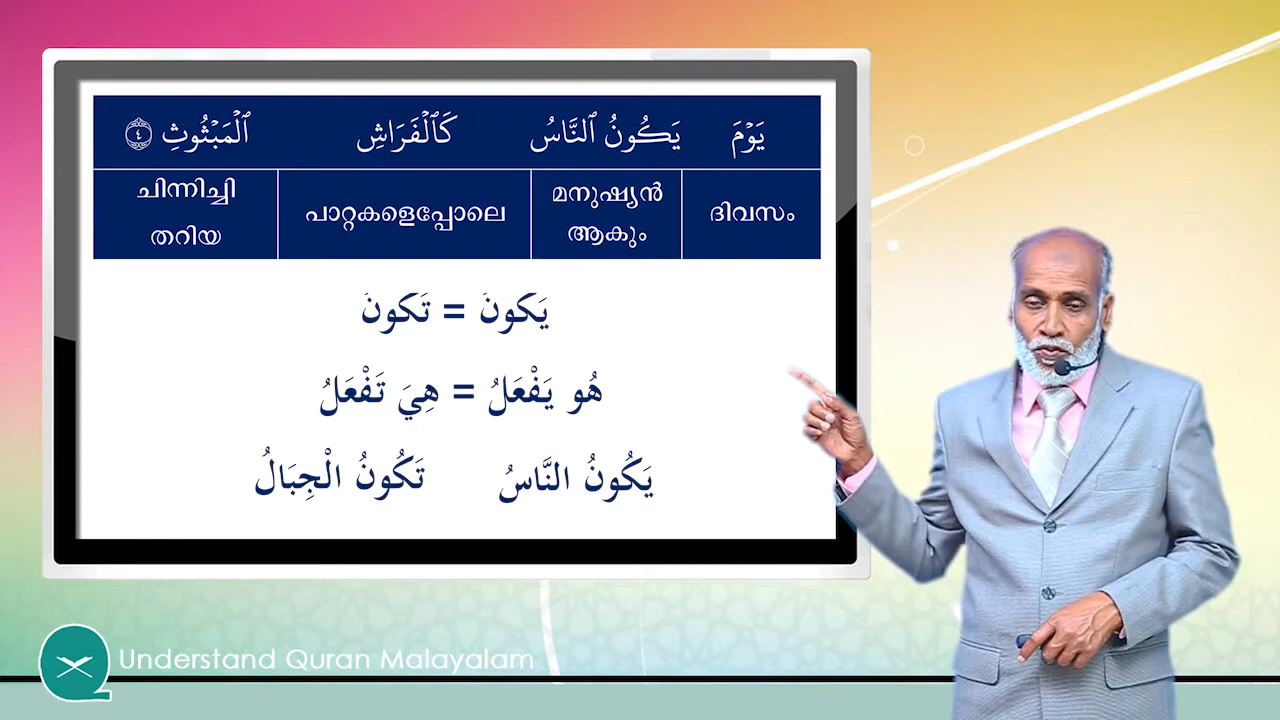 يَوۡمَ يَكُونُ ٱلنَّاسُ كَٱلۡفَرَاشِ ٱلۡمَبۡثُوثِ ٤
ദിവസം മനുഷ്യൻ ആകും പാറ്റകളെപ്പോലെ ചിന്നിച്ചി തറിയ
يَكونَ = تَكونَ
هُو يَفْعَلُ = هِيَ تَفْعَلُ
يَكُونُ النَّاسُ تَكُونُ الْجِبَالُ
Understand Quran Malayalam